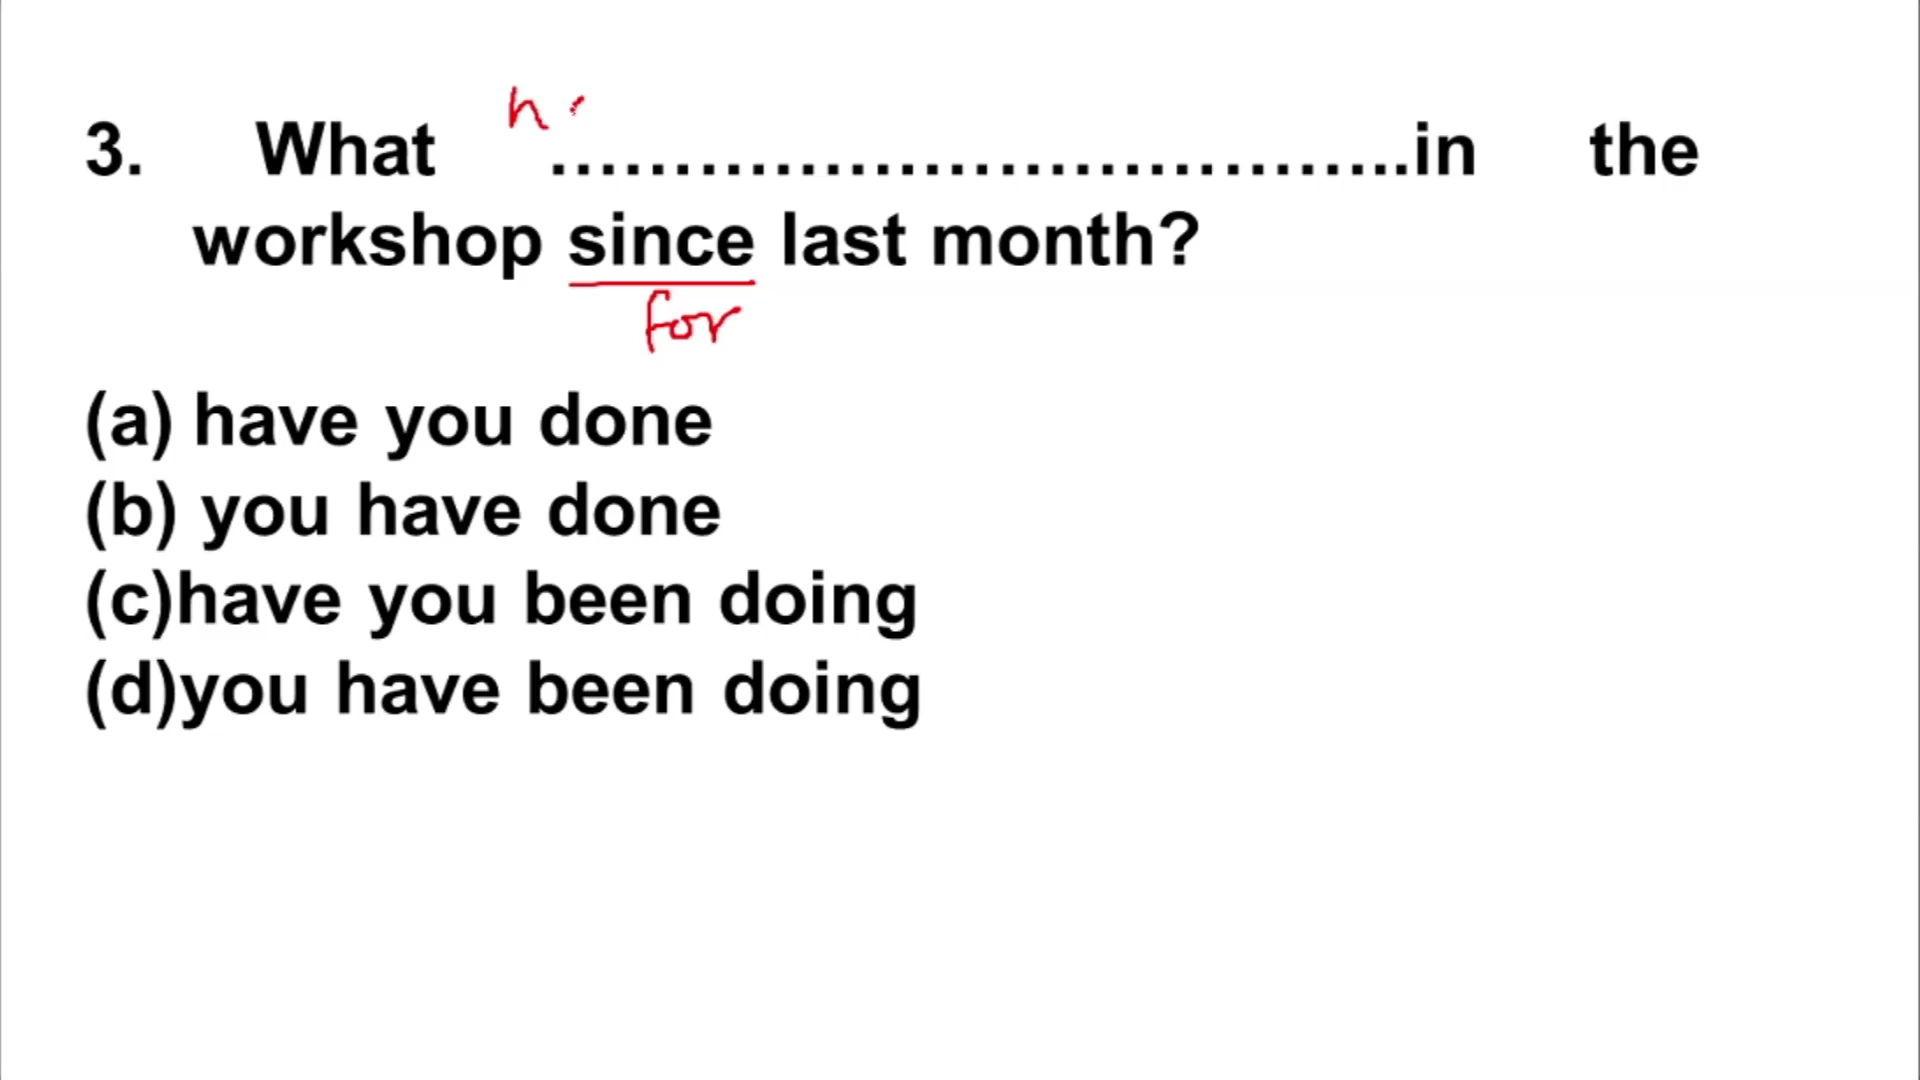 h
3. What ……………………………..in the
workshop since last month?
for
(a) have you done
(b) you have done
(c)have you been doing
(d)you have been doing